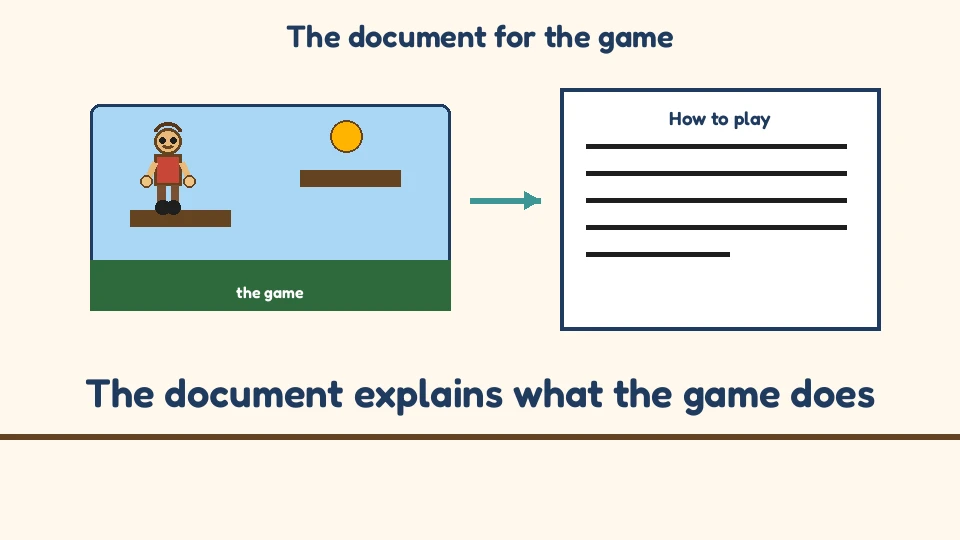 The document for the game
How to play
the game
The document explains what the game does